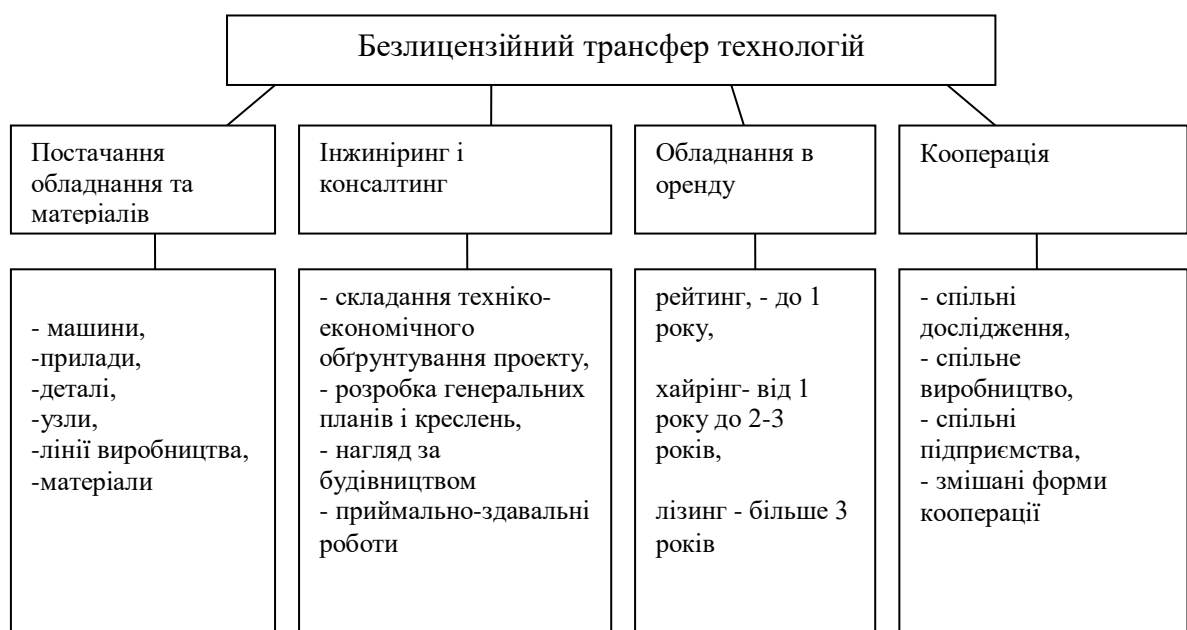 Безлицензійний трансфер технологій
Постачання
обладнання та
матеріалів
Інжиніринг і
консалтинг
Обладнання в
оренду
Кооперація
- машини,
-прилади,
-деталі,
-узли,
-лінії виробництва,
-матеріали
- складання техніко-
економічного
обґрунтування проекту,
- розробка генеральних
планів і креслень,
- нагляд за
будівництвом
- приймально-здавальні
роботи
рейтинг, - до 1
року,
хайрінг- від 1
року до 2-3
років,
лізинг - більше 3
років
- спільні
дослідження,
- спільне
виробництво,
- спільні
підприємства,
- змішані форми
кооперації